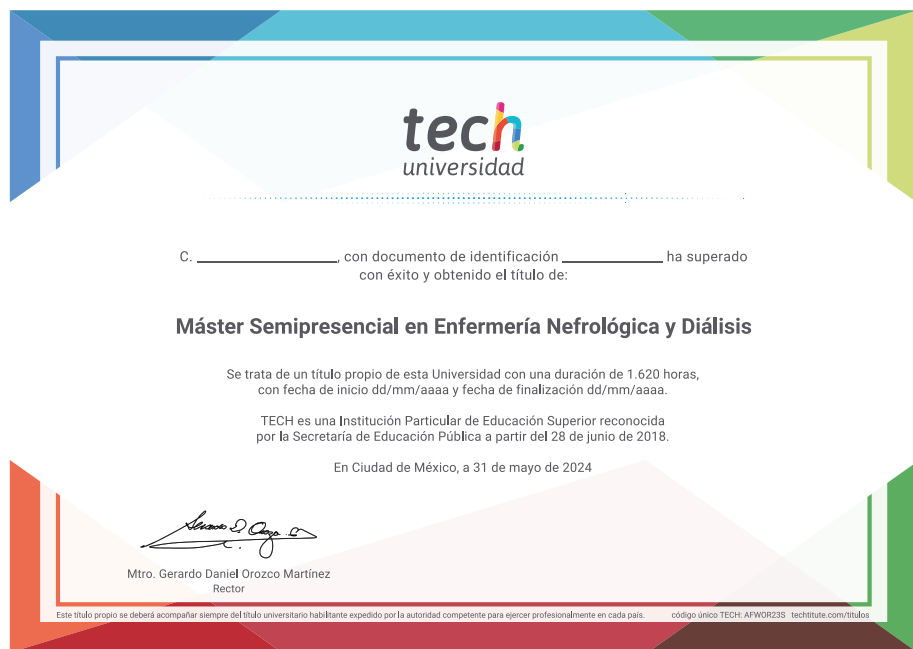 tech
universidad
C. ____________________, con documento de identificación ______________ ha superado
con éxito y obtenido el título de:
Máster Semipresencial en Enfermería Nefrológica y Diálisis
Se trata de un título propio de esta Universidad con una duración de 1.620 horas,
con fecha de inicio dd/mm/aaaa y fecha de finalización dd/mm/aaaa.
TECH es una Institución Particular de Educación Superior reconocida
por la Secretaría de Educación Pública a partir del 28 de junio de 2018.
En Ciudad de México, a 31 de mayo de 2024
Mtro. Gerardo Daniel Orozco Martínez
Rector
Este título propio se deberá acompañar siempre del título universitario habilitante expedido por la autoridad competente para ejercer profesionalmente en cada país. código único TECH: AFWOR23S techtitute.com/titulos